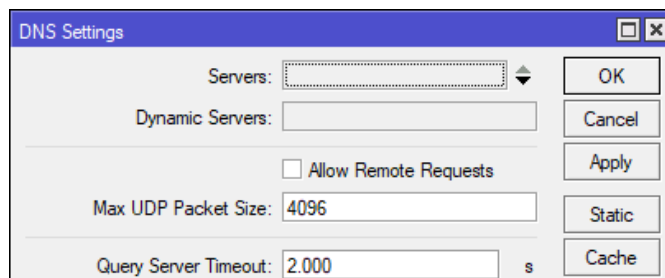 DNS Settings
Servers:
OK
Dynamic Servers:
Cancel
Allow Remote Requests
Apply
Max UDP Packet Size: 4096
Static
Query Server Timeout: 2.000 s
Cache